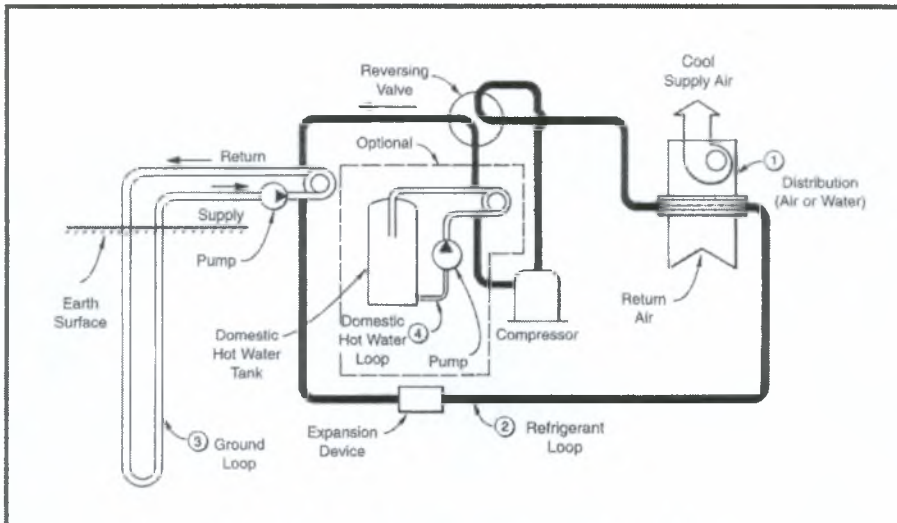 Reversing
Valve
Cool
Supply Air
Optional
Return
①
Distribution
(Air or Water)
Supply
Pump
Earth
Surface
Return
Air
Domestic
Hot Water
Loop
④
Compressor
Domestic
Hot Water
Tank
Pump
Expansion
Device
② Refrigerant
Loop
③ Ground
Loop